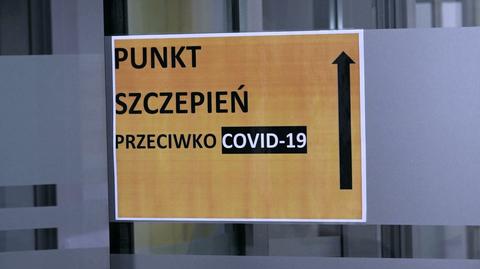 PUNKT
SZCZEPIEŃ
PRZECIWKO COVID-19